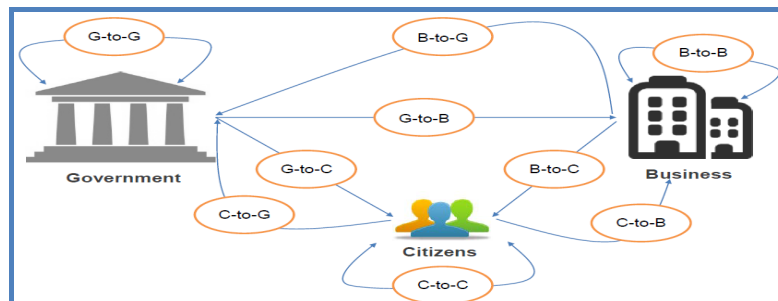 G-to-G
B-to-G
B-to-B
G-to-B
Government
G-to-C
B-to-C
Business
C-to-G
C-to-B
Citizens
C-to-C